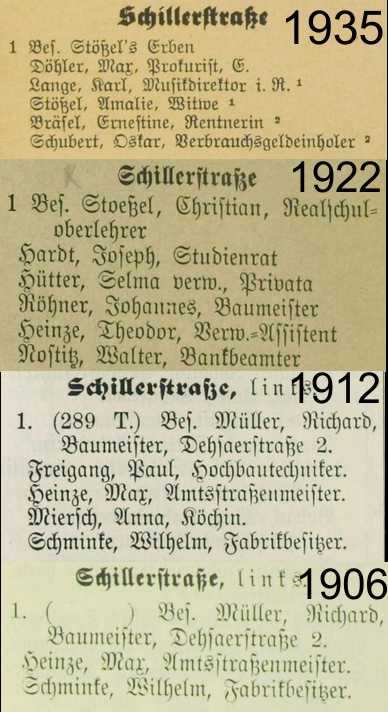 Schillerstraße 1935
1 Bes. Stößel's Erben
Döhler, Max, Prokurist, E.
Lange, Karl, Musikdirektor i. R. ¹
Stößel, Amalie, Witwe ¹
Bräsel, Ernestine, Rentnerin ²
Schubert, Oskar, Verbrauchsgeldeinholer ²
Schillerstraße 1922
1 Bes. Stoeßel, Christian, Realschul=
oberlehrer
Hardt, Joseph, Studienrat
Hütter, Selma verw., Privata
Röhner, Johannes, Baumeister
Heinze, Theodor, Verw.=Assistent
Nostitz, Walter, Bankbeamter
Schillerstraße, links. 1912
1. (289 T.) Bes. Müller, Richard,
Baumeister, Dehsaerstraße 2.
Freigang, Paul, Hochbautechniker.
Heinze, Max, Amtsstraßenmeister.
Miersch, Anna, Köchin.
Schminke, Wilhelm, Fabrikbesitzer.
Schillerstraße, links. 1906
1. ( ) Bes. Müller, Richard,
Baumeister, Dehsaerstraße 2.
Heinze, Max, Amtsstraßenmeister.
Schminke, Wilhelm, Fabrikbesitzer.